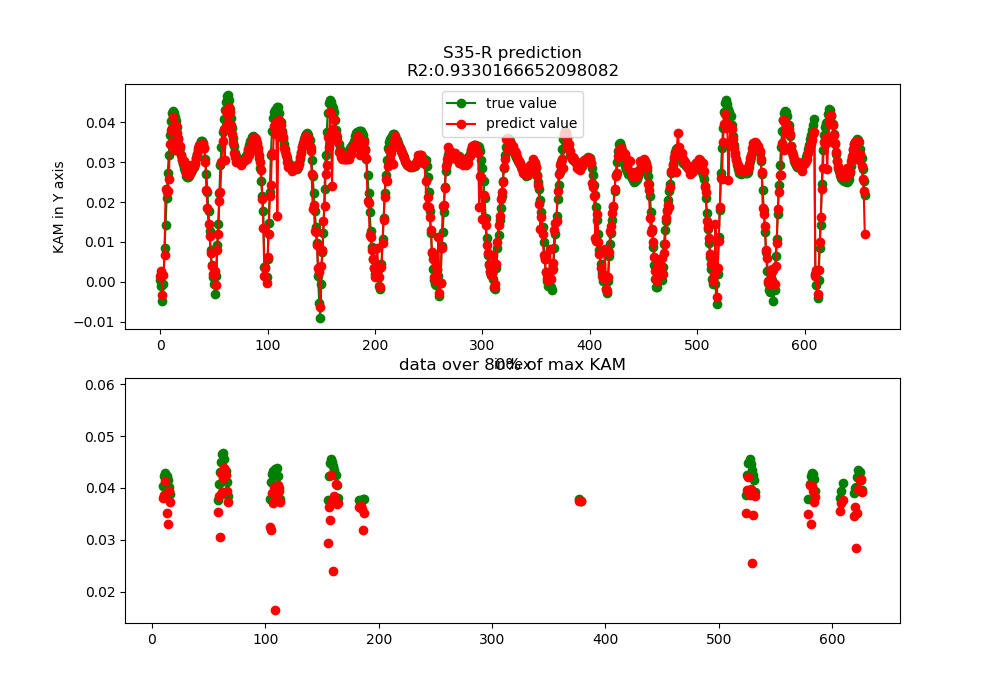 S35-R prediction
R2:0.9330166652098082
KAM in Y axis
0.04
0.03
0.02
0.01
0.00
−0.01
true value
predict value
0 100 200 300 400 500 600
index
data over 80% of max KAM
0.06
0.05
0.04
0.03
0.02
0 100 200 300 400 500 600